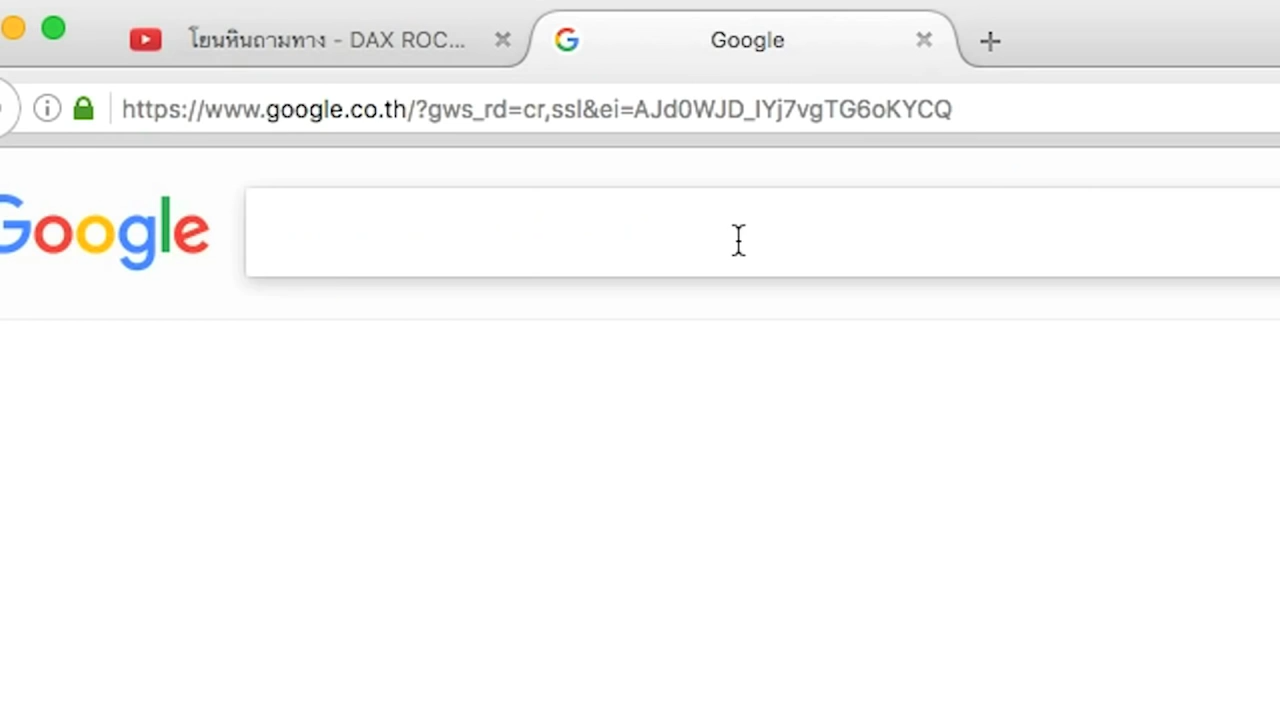 โยนหินถามทาง - DAX ROC...
Google
https://www.google.co.th/?gws_rd=cr,ssl&ei=AJd0WJD_IYj7vgTG6oKYCQ
Google